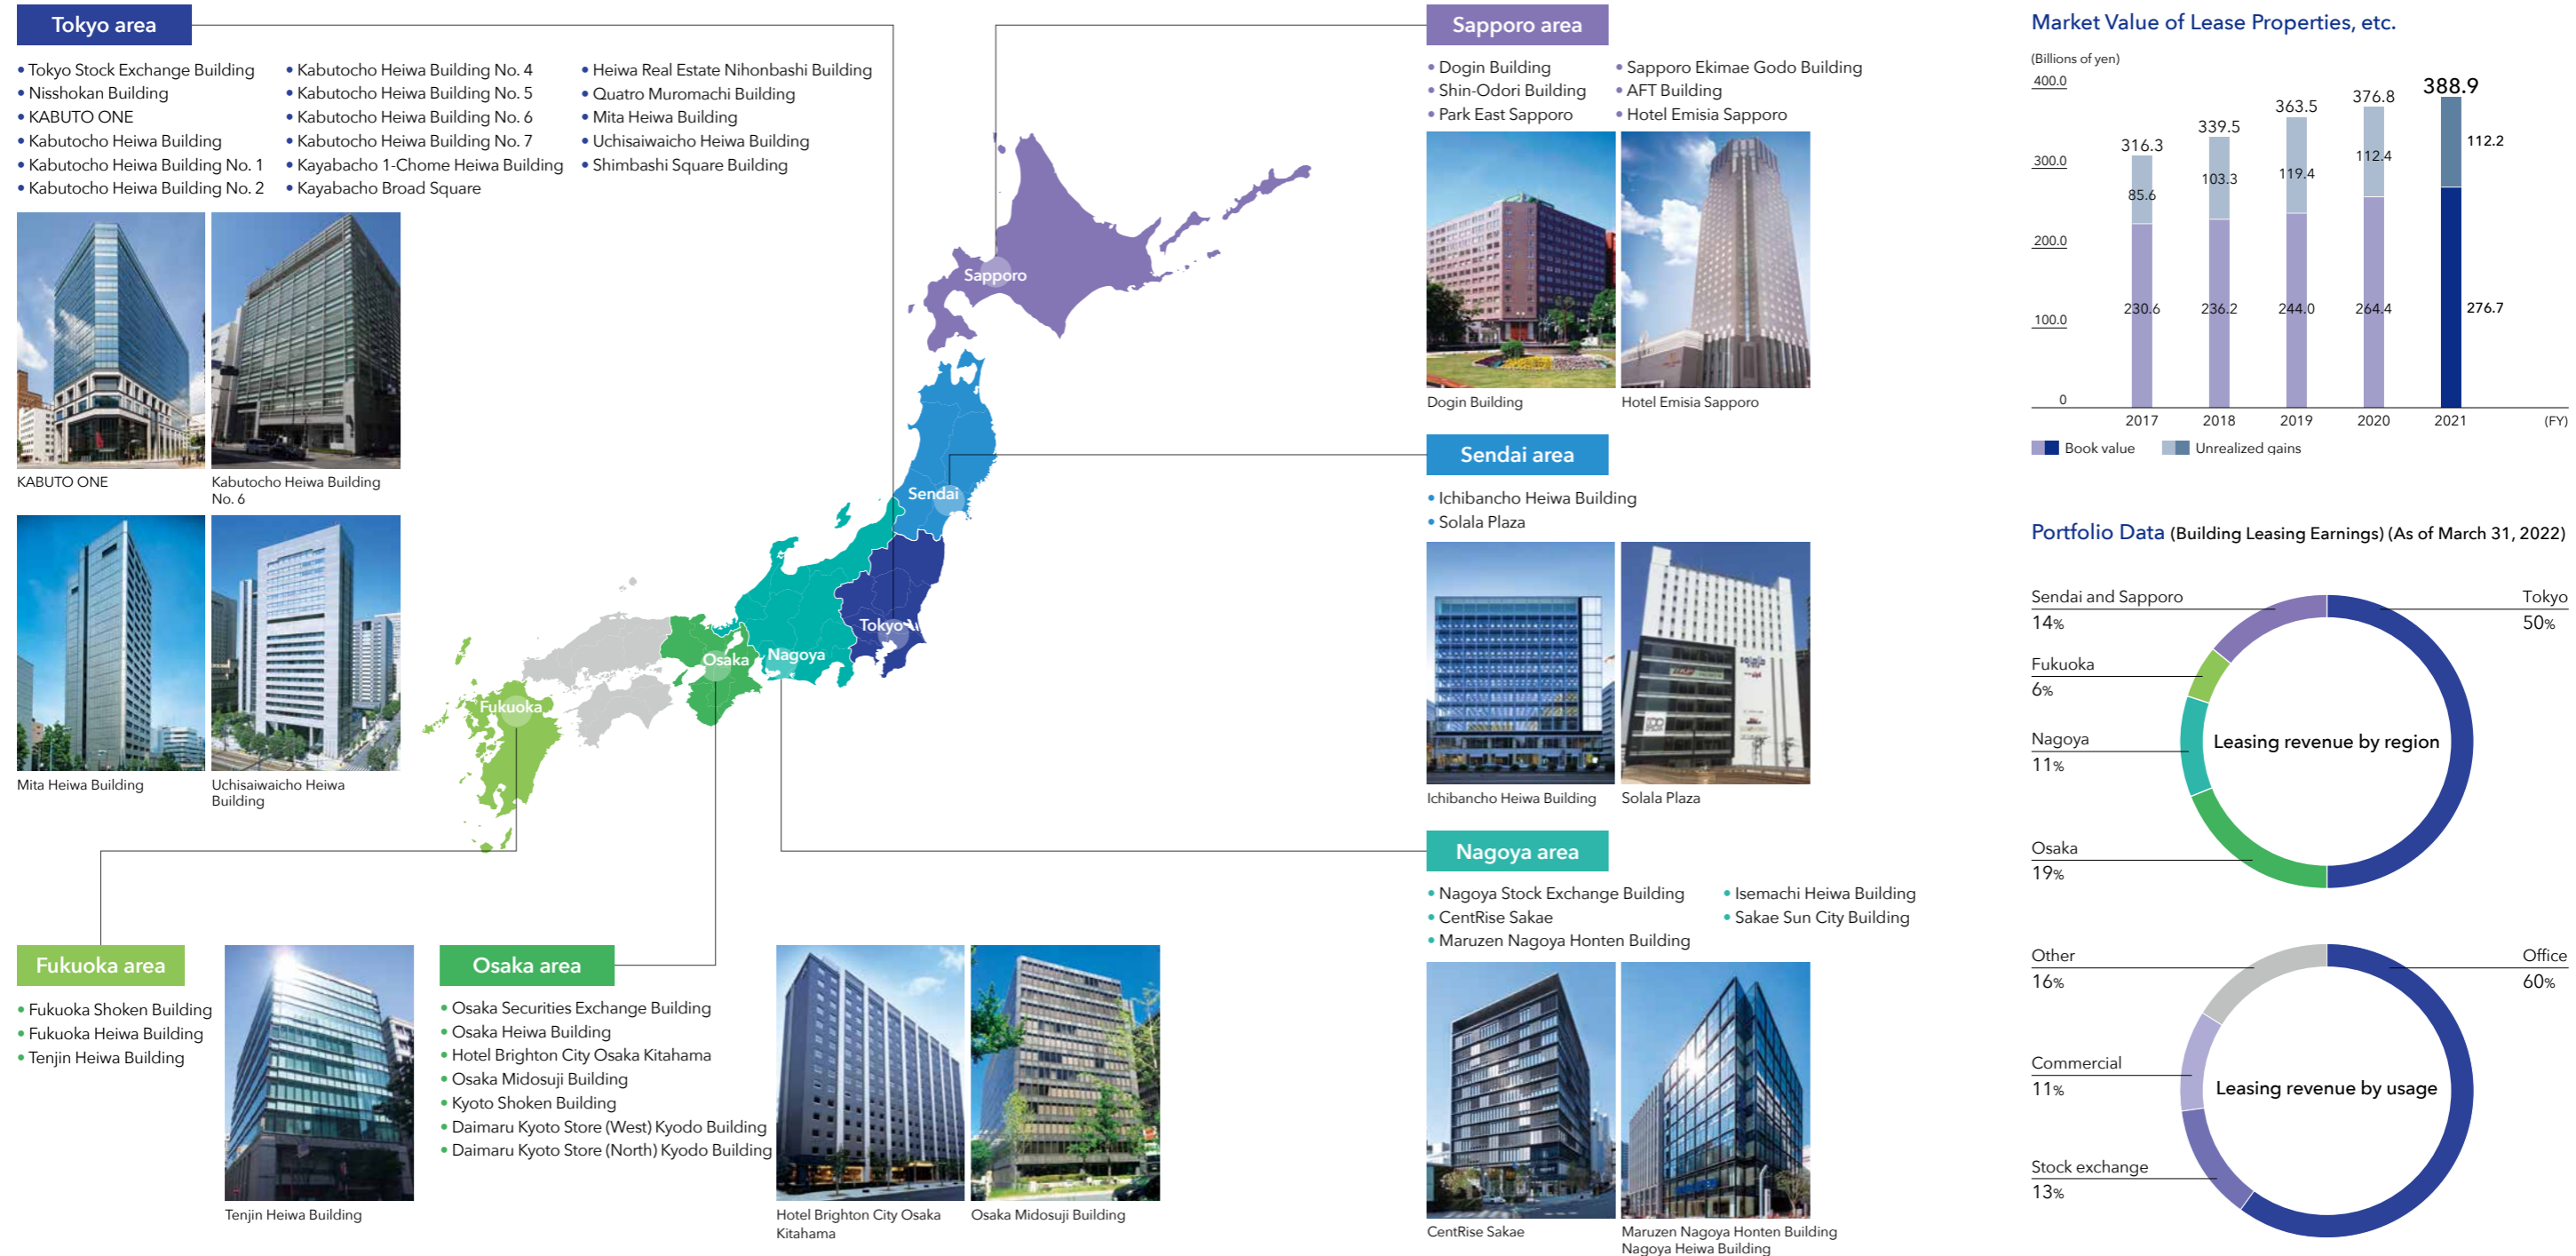 Tokyo area
• Tokyo Stock Exchange Building
• Nisshokan Building
• KABUTO ONE
• Kabutocho Heiwa Building
• Kabutocho Heiwa Building No. 1
• Kabutocho Heiwa Building No. 2
• Kabutocho Heiwa Building No. 4
• Kabutocho Heiwa Building No. 5
• Kabutocho Heiwa Building No. 6
• Kabutocho Heiwa Building No. 7
• Kayabacho 1-Chome Heiwa Building
• Kayabacho Broad Square
• Heiwa Real Estate Nihonbashi Building
• Quatro Muromachi Building
• Mita Heiwa Building
• Uchisaiwaicho Heiwa Building
• Shimbashi Square Building
KABUTO ONE
Kabutocho Heiwa Building
No. 6
Mita Heiwa Building
Uchisaiwaicho Heiwa
Building
Sapporo
Sendai
Tokyo
Nagoya
Osaka
Fukuoka
Fukuoka area
• Fukuoka Shoken Building
• Fukuoka Heiwa Building
• Tenjin Heiwa Building
Tenjin Heiwa Building
Osaka area
• Osaka Securities Exchange Building
• Osaka Heiwa Building
• Hotel Brighton City Osaka Kitahama
• Osaka Midosuji Building
• Kyoto Shoken Building
• Daimaru Kyoto Store (West) Kyodo Building
• Daimaru Kyoto Store (North) Kyodo Building
Hotel Brighton City Osaka
Kitahama
Osaka Midosuji Building
Sapporo area
• Dogin Building
• Shin-Odori Building
• Park East Sapporo
• Sapporo Ekimae Godo Building
• AFT Building
• Hotel Emisia Sapporo
Dogin Building
Hotel Emisia Sapporo
Sendai area
• Ichibancho Heiwa Building
• Solala Plaza
Ichibancho Heiwa Building
Solala Plaza
Nagoya area
• Nagoya Stock Exchange Building
• CentRise Sakae
• Maruzen Nagoya Honten Building
• Isemachi Heiwa Building
• Sakae Sun City Building
CentRise Sakae
Maruzen Nagoya Honten Building
Nagoya Heiwa Building
Market Value of Lease Properties, etc.
(Billions of yen)
400.0
300.0
200.0
100.0
0
316.3
85.6
230.6
339.5
103.3
236.2
363.5
119.4
244.0
376.8
112.4
264.4
388.9
112.2
276.7
2017 2018 2019 2020 2021 (FY)
Book value Unrealized gains
Portfolio Data (Building Leasing Earnings) (As of March 31, 2022)
Sendai and Sapporo
14%
Fukuoka
6%
Nagoya
11%
Osaka
19%
Tokyo
50%
Leasing revenue by region
Other
16%
Commercial
11%
Stock exchange
13%
Office
60%
Leasing revenue by usage